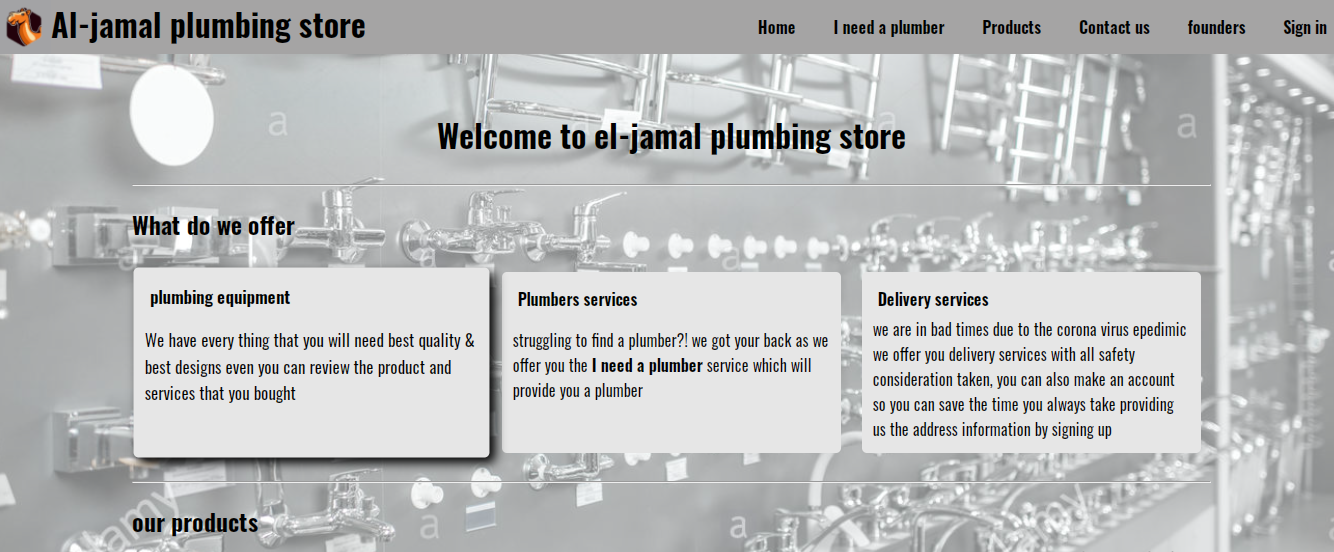 Al-jamal plumbing store
Home
I need a plumber
Products
Contact us
founders
Sign in
Welcome to el-jamal plumbing store
What do we offer
plumbing equipment
We have every thing that you will need best quality &
best designs even you can review the product and
services that you bought
Plumbers services
struggling to find a plumber?! we got your back as we
offer you the I need a plumber service which will
provide you a plumber
Delivery services
we are in bad times due to the corona virus epedimic
we offer you delivery services with all safety
consideration taken, you can also make an account
so you can save the time you always take providing
us the address information by signing up
our products